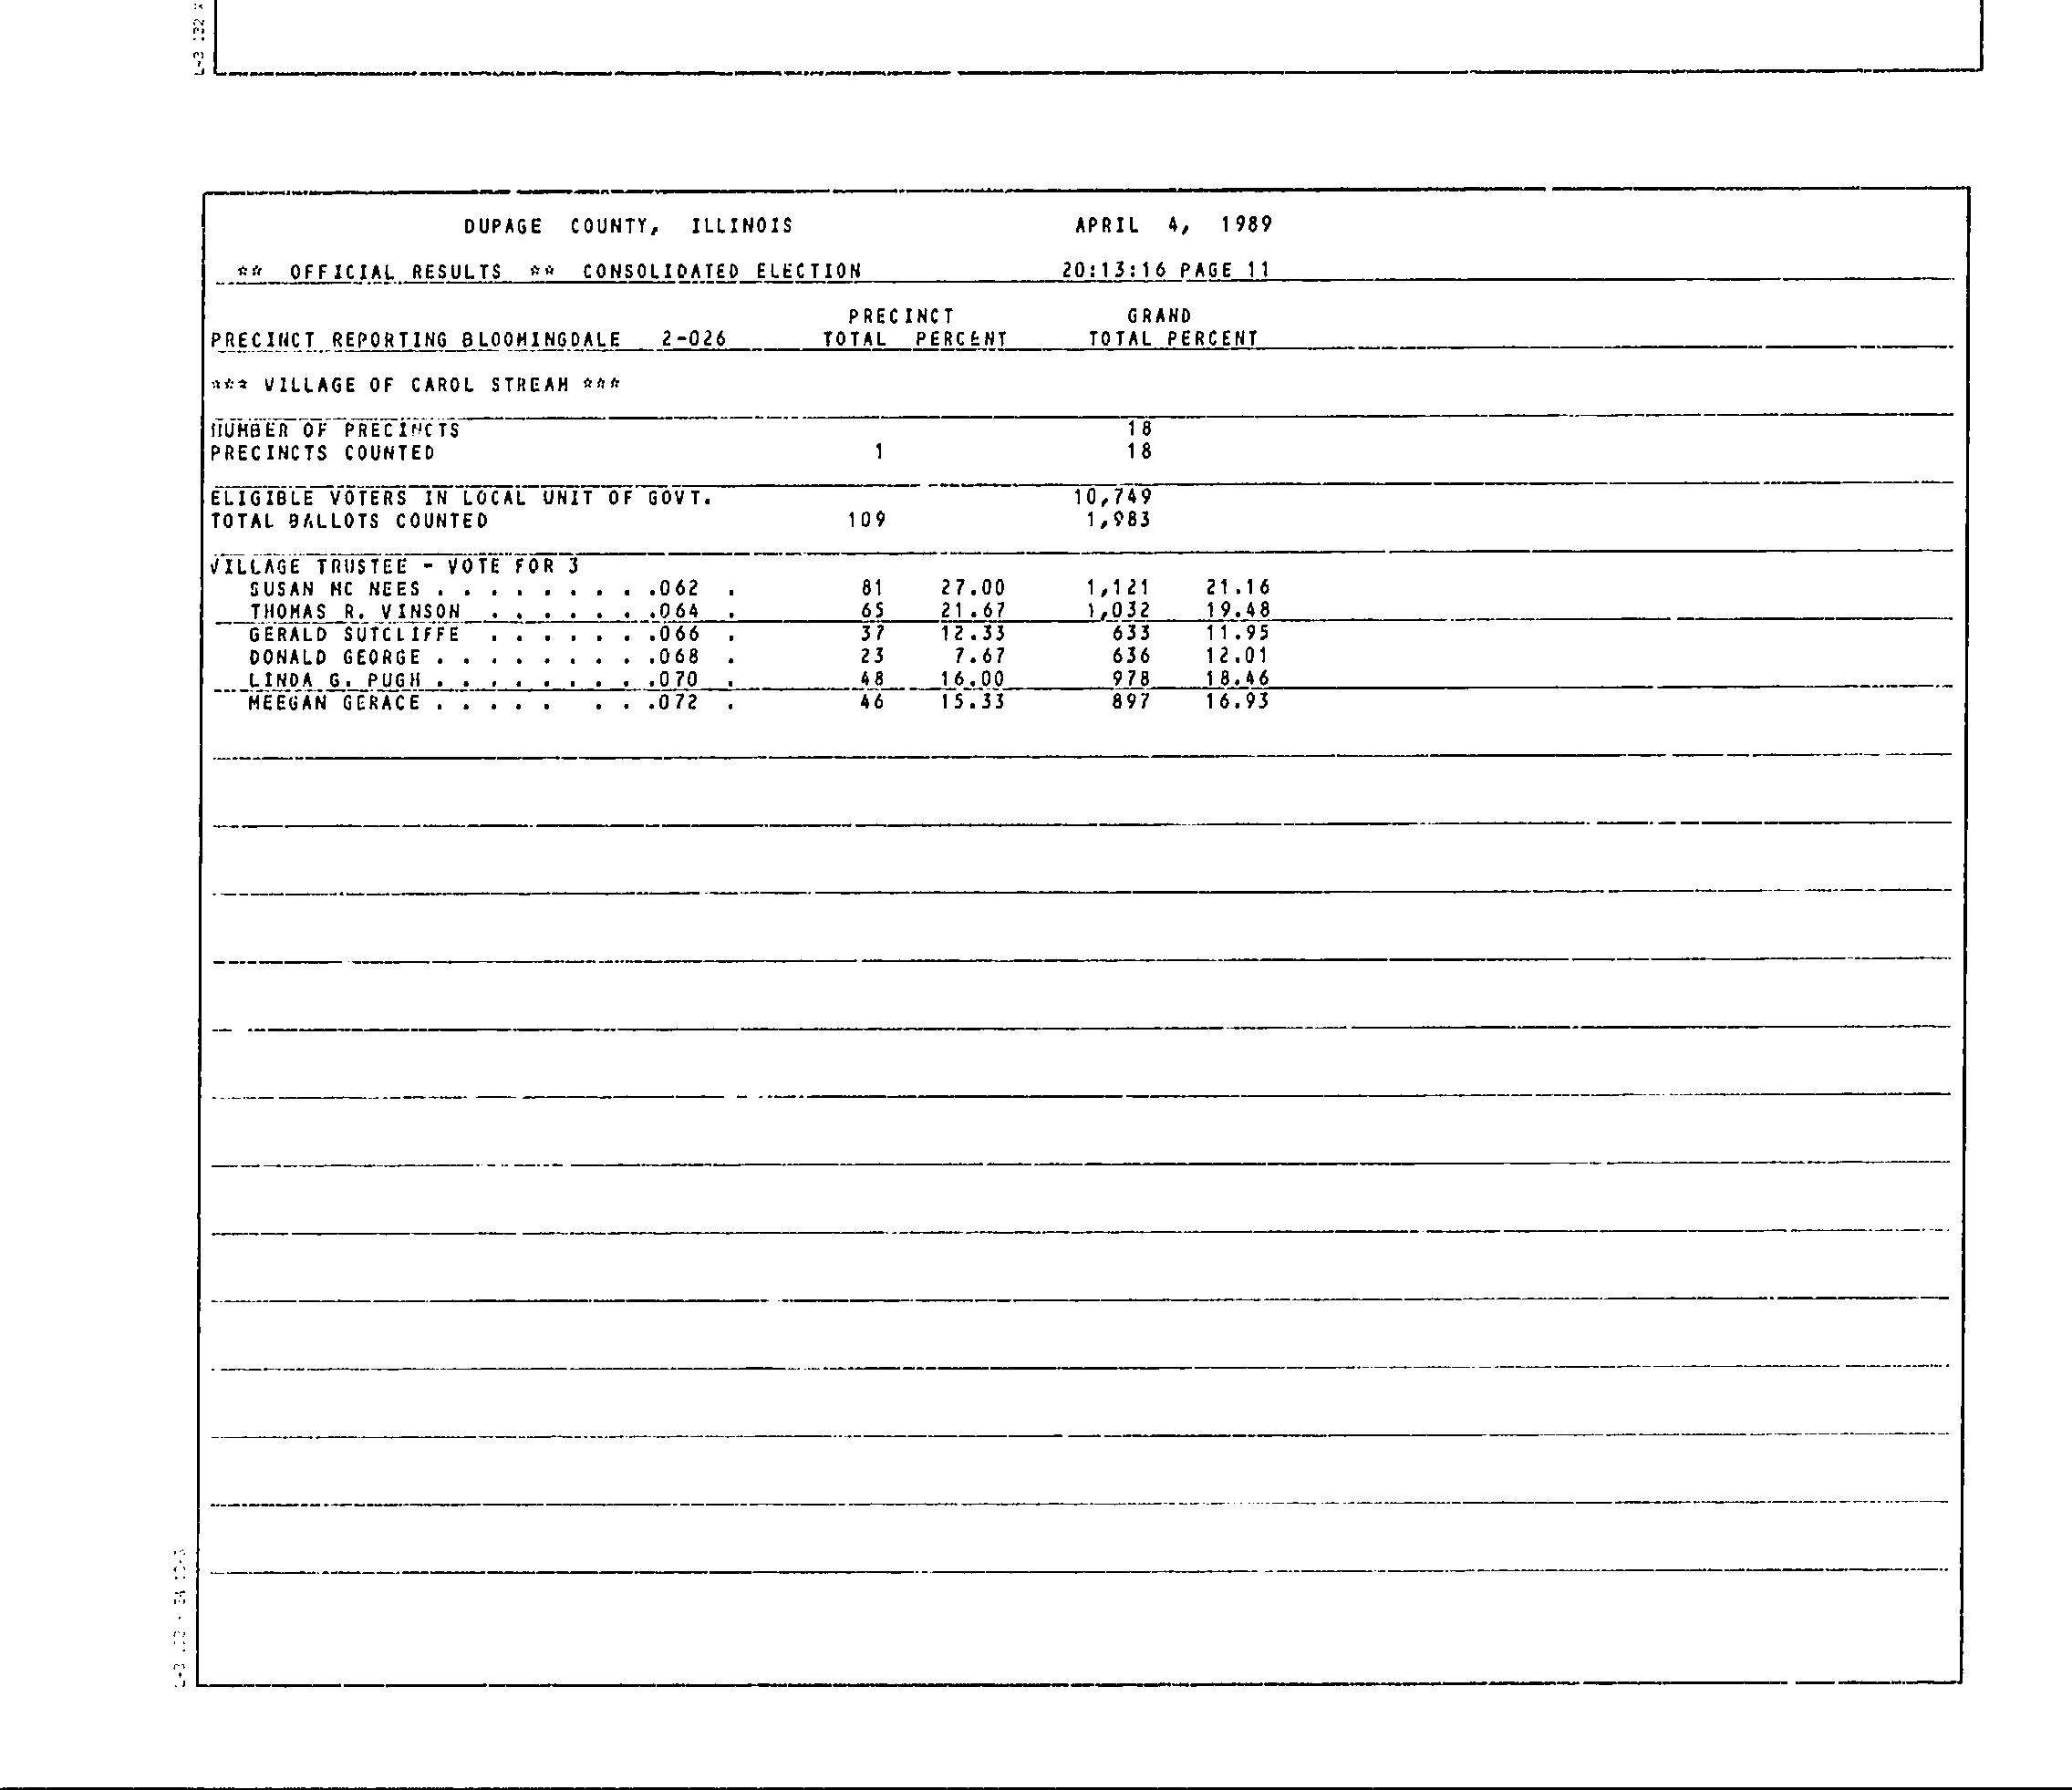 DUPAGE COUNTY, ILLINOIS APRIL 4, 1989
** OFFICIAL RESULTS ** CONSOLIDATED ELECTION 20:13:16 PAGE 11
PRECINCT GRAND
PRECINCT REPORTING BLOOMINGDALE 2-026 TOTAL PERCENT TOTAL PERCENT
*** VILLAGE OF CAROL STREAM ***
NUMBER OF PRECINCTS 18
PRECINCTS COUNTED 1 18
ELIGIBLE VOTERS IN LOCAL UNIT OF GOVT. 10,749
TOTAL BALLOTS COUNTED 109 1,983
VILLAGE TRUSTEE - VOTE FOR 3
SUSAN MC NEES . . . . . . . . .062 . 81 27.00 1,121 21.16
THOMAS R. VINSON . . . . . . .064 . 65 21.67 1,032 19.48
GERALD SUTCLIFFE . . . . . . .066 . 37 12.33 633 11.95
DONALD GEORGE . . . . . . . . .068 . 23 7.67 636 12.01
LINDA G. PUGH . . . . . . . . .070 . 48 16.00 978 18.46
MEEGAN GERACE . . . . . . . .072 . 46 15.33 897 16.93